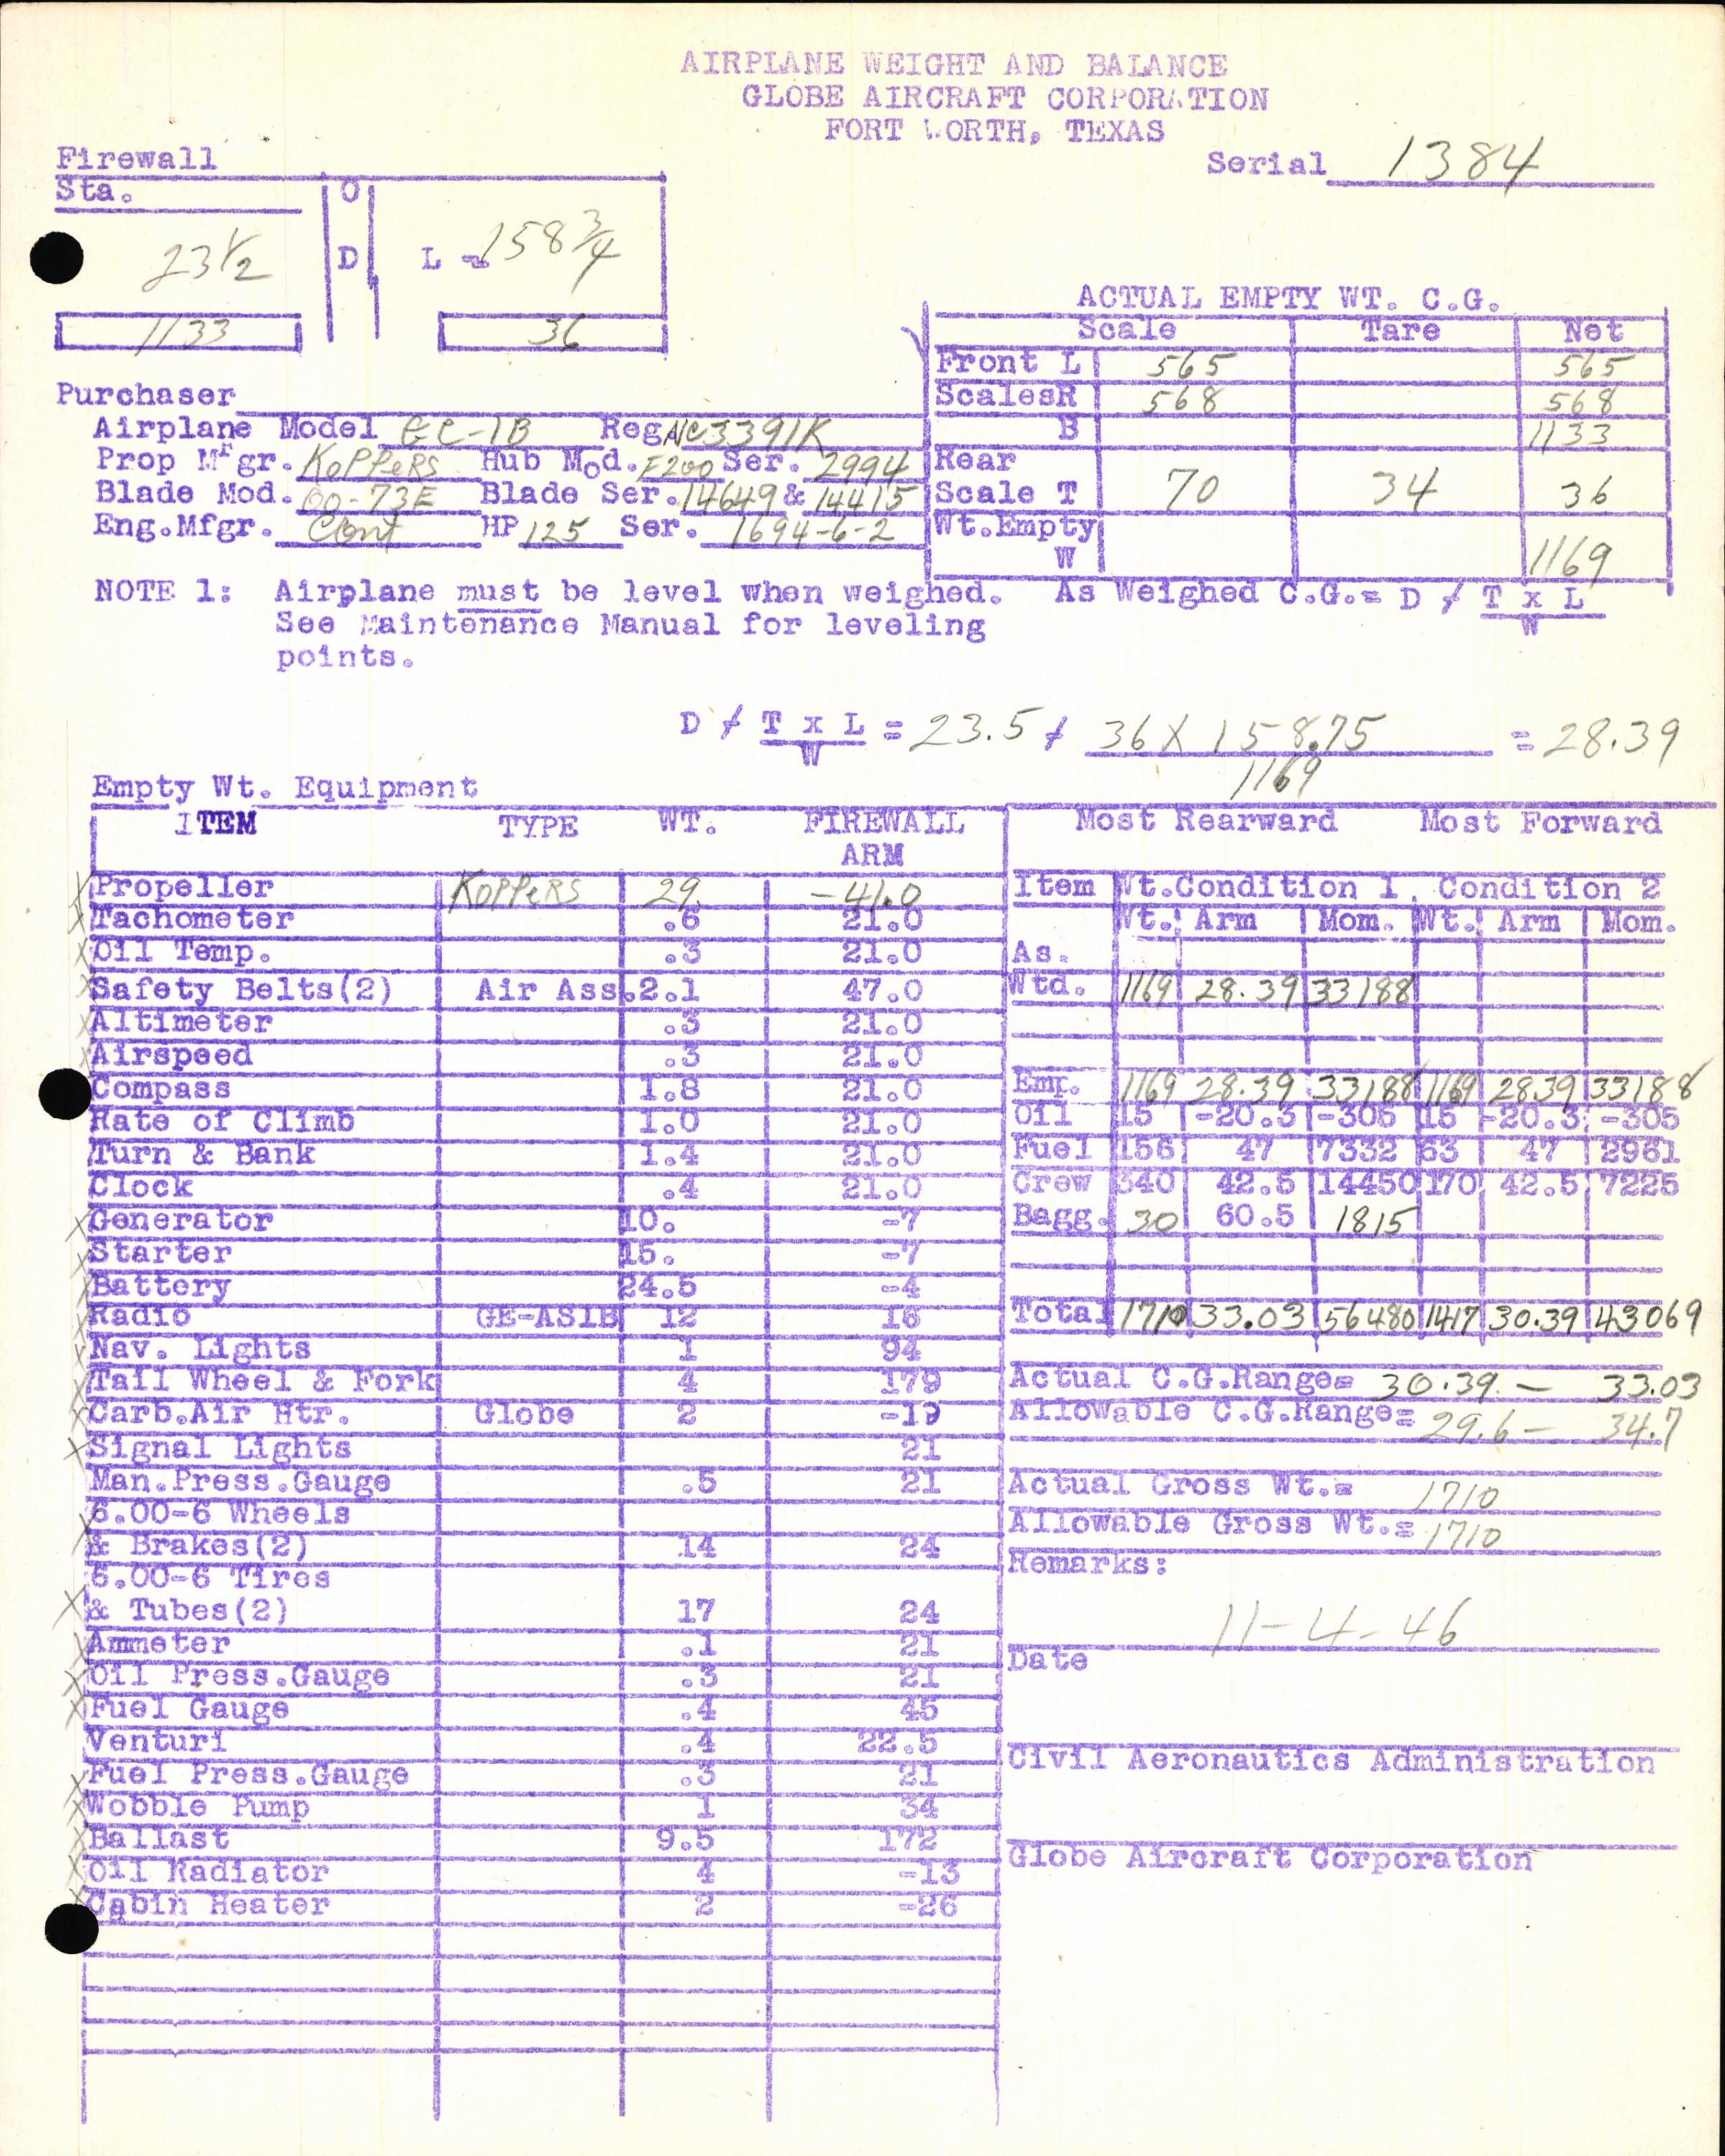 AIRPLANE WEIGHT AND BALANCE
GLOBE AIRCRAFT CORPORATION
FORT WORTH, TEXAS
Serial 1384
Firewall
Sta. O
23 1/2 D L = 158 3/4
1133 36
ACTUAL EMPTY WT. C.G.
Scale Tare Net
Front L 565 565
Scales R 568 568
B 1133
Rear
Scale T 70 34 36
Wt. Empty
W 1169
Purchaser
Airplane Model GC-1B Reg NC3391K
Prop Mfgr. KOPPERS Hub Mod. F200 Ser. 2994
Blade Mod. 00-73E Blade Ser. 14649 & 14415
Eng.Mfgr. Cont HP 125 Ser. 1694-6-2
NOTE 1: Airplane must be level when weighed. As Weighed C.G.= D / T x L
See Maintenance Manual for leveling W
points.
D / T x L = 23.5 / 36 X 158.75 = 28.39
W 1169
Empty Wt. Equipment
ITEM TYPE WT. FIREWALL
ARM
X Propeller KOPPERS 29. -41.0
X Tachometer .6 21.0
X Oil Temp. .3 21.0
X Safety Belts(2) Air Ass. 2.1 47.0
X Altimeter .3 21.0
X Airspeed .3 21.0
Compass 1.8 21.0
Rate of Climb 1.0 21.0
Turn & Bank 1.4 21.0
Clock .4 21.0
X Generator 10. -7
X Starter 15. -7
X Battery 24.5 -4
X Radio GE-AS1B 12 16
X Nav. Lights 1 94
X Tail Wheel & Fork 4 179
X Carb.Air Htr. Globe 2 -19
X Signal Lights 21
Man.Press.Gauge .5 21
6.00-6 Wheels
X & Brakes(2) 14 24
6.00-6 Tires
X & Tubes(2) 17 24
X Ammeter .1 21
X Oil Press.Gauge .3 21
X Fuel Gauge .4 45
Venturi .4 22.5
X Fuel Press.Gauge .3 21
X Wobble Pump 1 34
X Ballast 9.5 172
X Oil Radiator 4 -13
X Cabin Heater 2 -26
Most Rearward Most Forward
Item Wt.Condition 1 Condition 2
Wt. Arm Mom. Wt. Arm Mom.
As.
Wtd. 1169 28.39 33188
Emp. 1169 28.39 33188 1169 28.39 33188
Oil 15 -20.3 -305 15 -20.3 -305
Fuel 156 47 7332 63 47 2961
Crew 340 42.5 14450 170 42.5 7225
Bagg. 30 60.5 1815
Total 1710 33.03 56480 1417 30.39 43069
Actual C.G.Range= 30.39 - 33.03
Allowable C.G.Range= 29.6 - 34.7
Actual Gross Wt.= 1710
Allowable Gross Wt.= 1710
Remarks:
11-4-46
Date
Civil Aeronautics Administration
Globe Aircraft Corporation